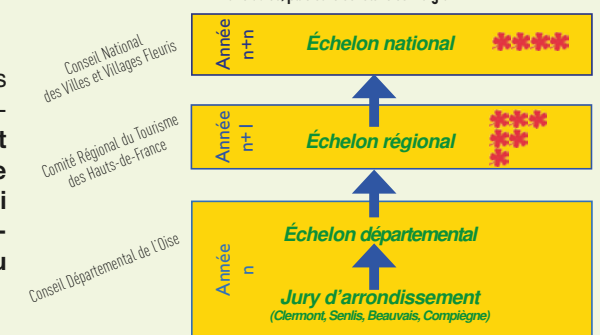 Conseil National
des Villes et Villages Fleuris
Année
n+n
Échelon national
Comité Régional du Tourisme
des Hauts-de-France
Année
n+1
Échelon régional
Conseil Départemental de l'Oise
Année
n
Échelon départemental
Jury d'arrondissement
(Clermont, Senlis, Beauvais, Compiègne)
s
-
t
e
i
-
u